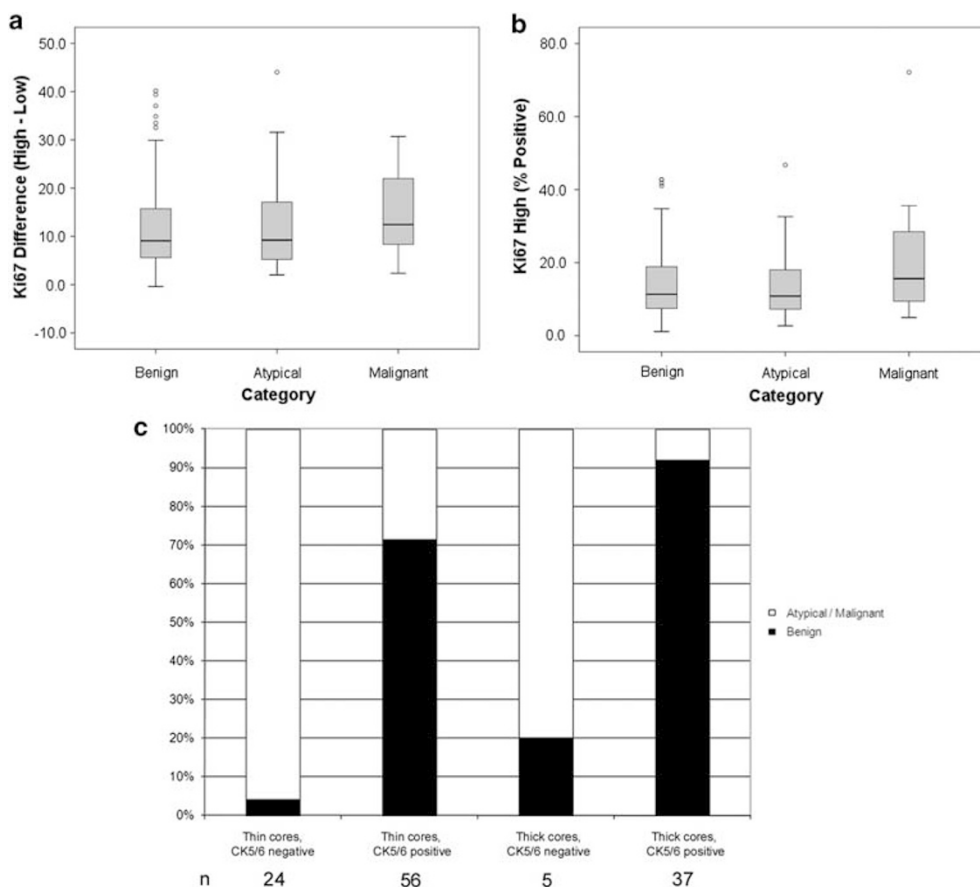 a
Ki67 Difference (High - Low)
50.0
40.0
30.0
20.0
10.0
0.0
-10.0
Benign Atypical Malignant
Category
b
Ki67 High (% Positive)
80.0
60.0
40.0
20.0
0.0
Benign Atypical Malignant
Category
c
100%
90%
80%
70%
60%
50%
40%
30%
20%
10%
0%
Atypical / Malignant
Benign
Thin cores,
CK5/6 negative
Thin cores,
CK5/6 positive
Thick cores,
CK5/6 negative
Thick cores,
CK5/6 positive
n 24 56 5 37